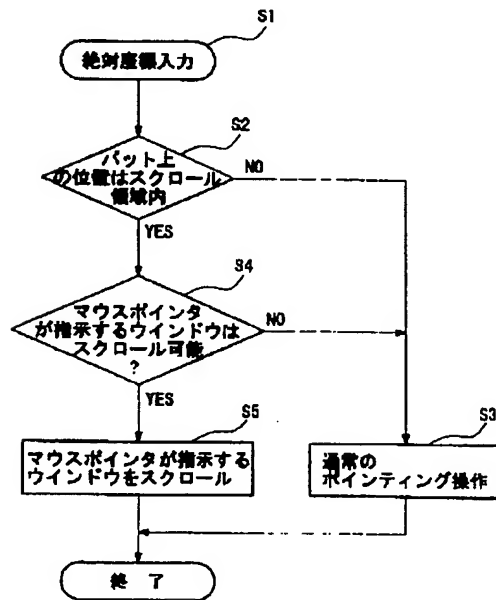 S1
絶対座標入力
S2
パット上
の位置はスクロール
領域内
NO
YES
S4
マウスポインタ
が指示するウインドウは
スクロール可能
?
NO
YES
S5
マウスポインタが指示する
ウインドウをスクロール
S3
通常の
ポインティング操作
終 了